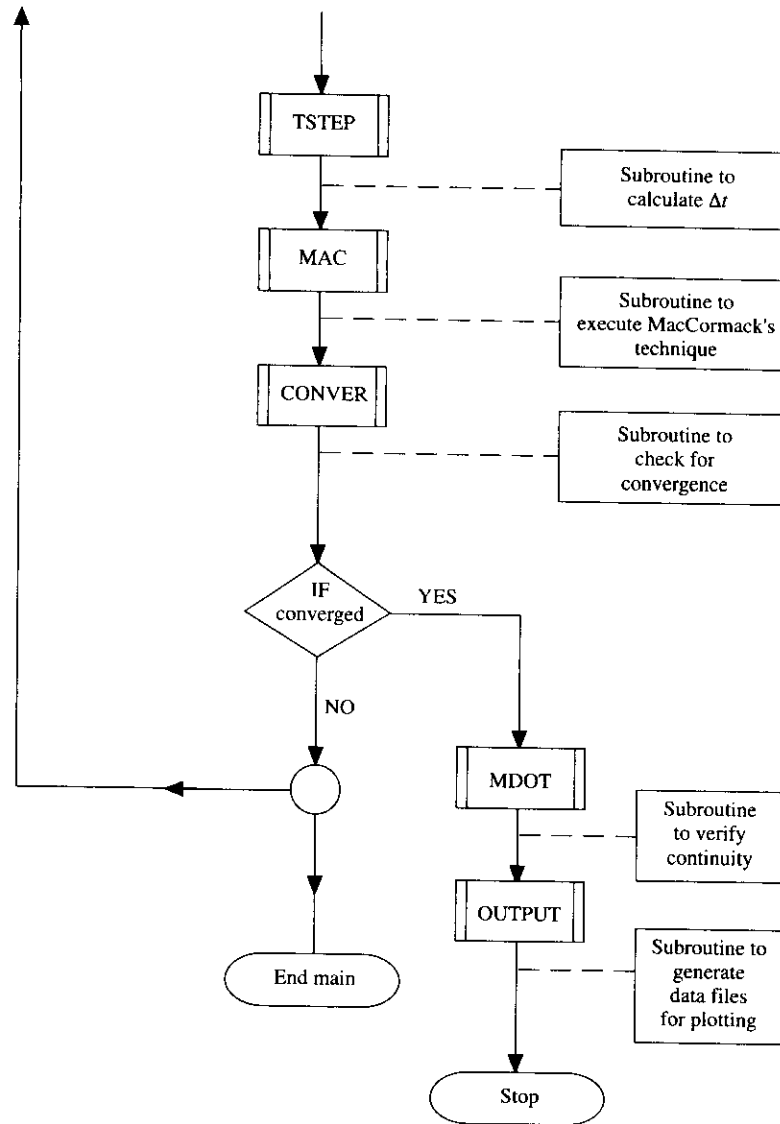 TSTEP
Subroutine to
calculate Δt
MAC
Subroutine to
execute MacCormack's
technique
CONVER
Subroutine to
check for
convergence
IF
converged
YES
NO
MDOT
Subroutine
to verify
continuity
OUTPUT
Subroutine to
generate
data files
for plotting
End main
Stop